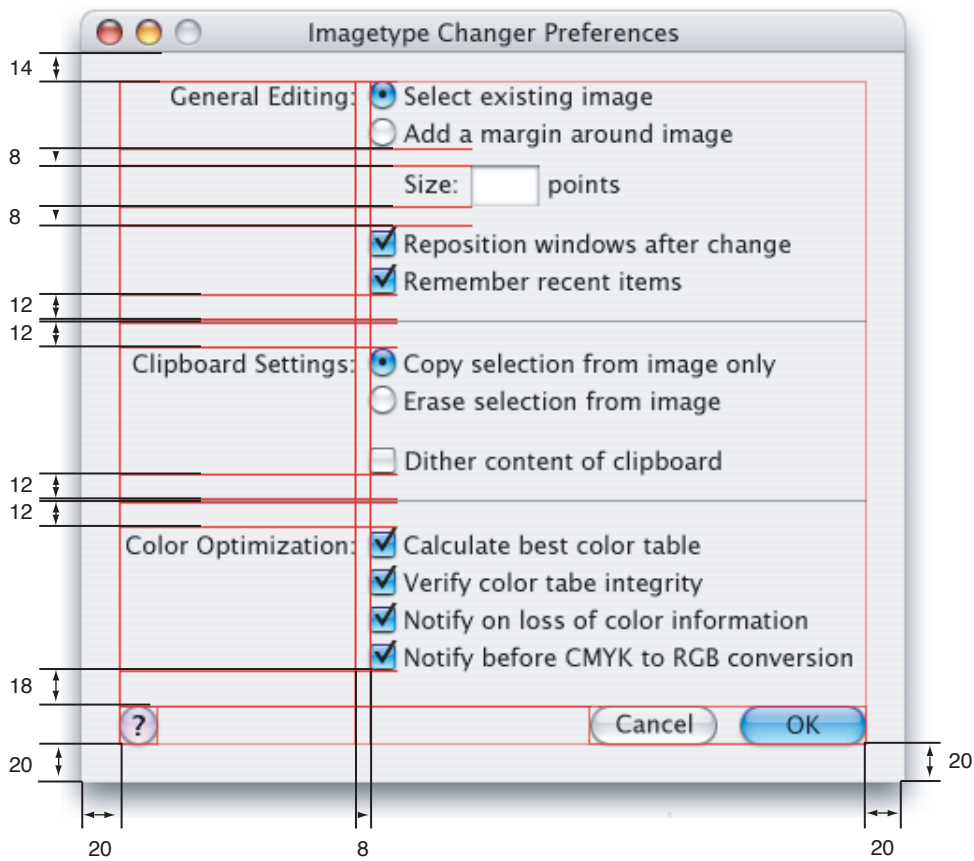 Imagetype Changer Preferences
14
General Editing: Select existing image
Add a margin around image
8
Size: points
8
Reposition windows after change
Remember recent items
12
12
Clipboard Settings: Copy selection from image only
Erase selection from image
Dither content of clipboard
12
12
Color Optimization: Calculate best color table
Verify color tabe integrity
Notify on loss of color information
Notify before CMYK to RGB conversion
18
? Cancel OK
20 20
20 8 20